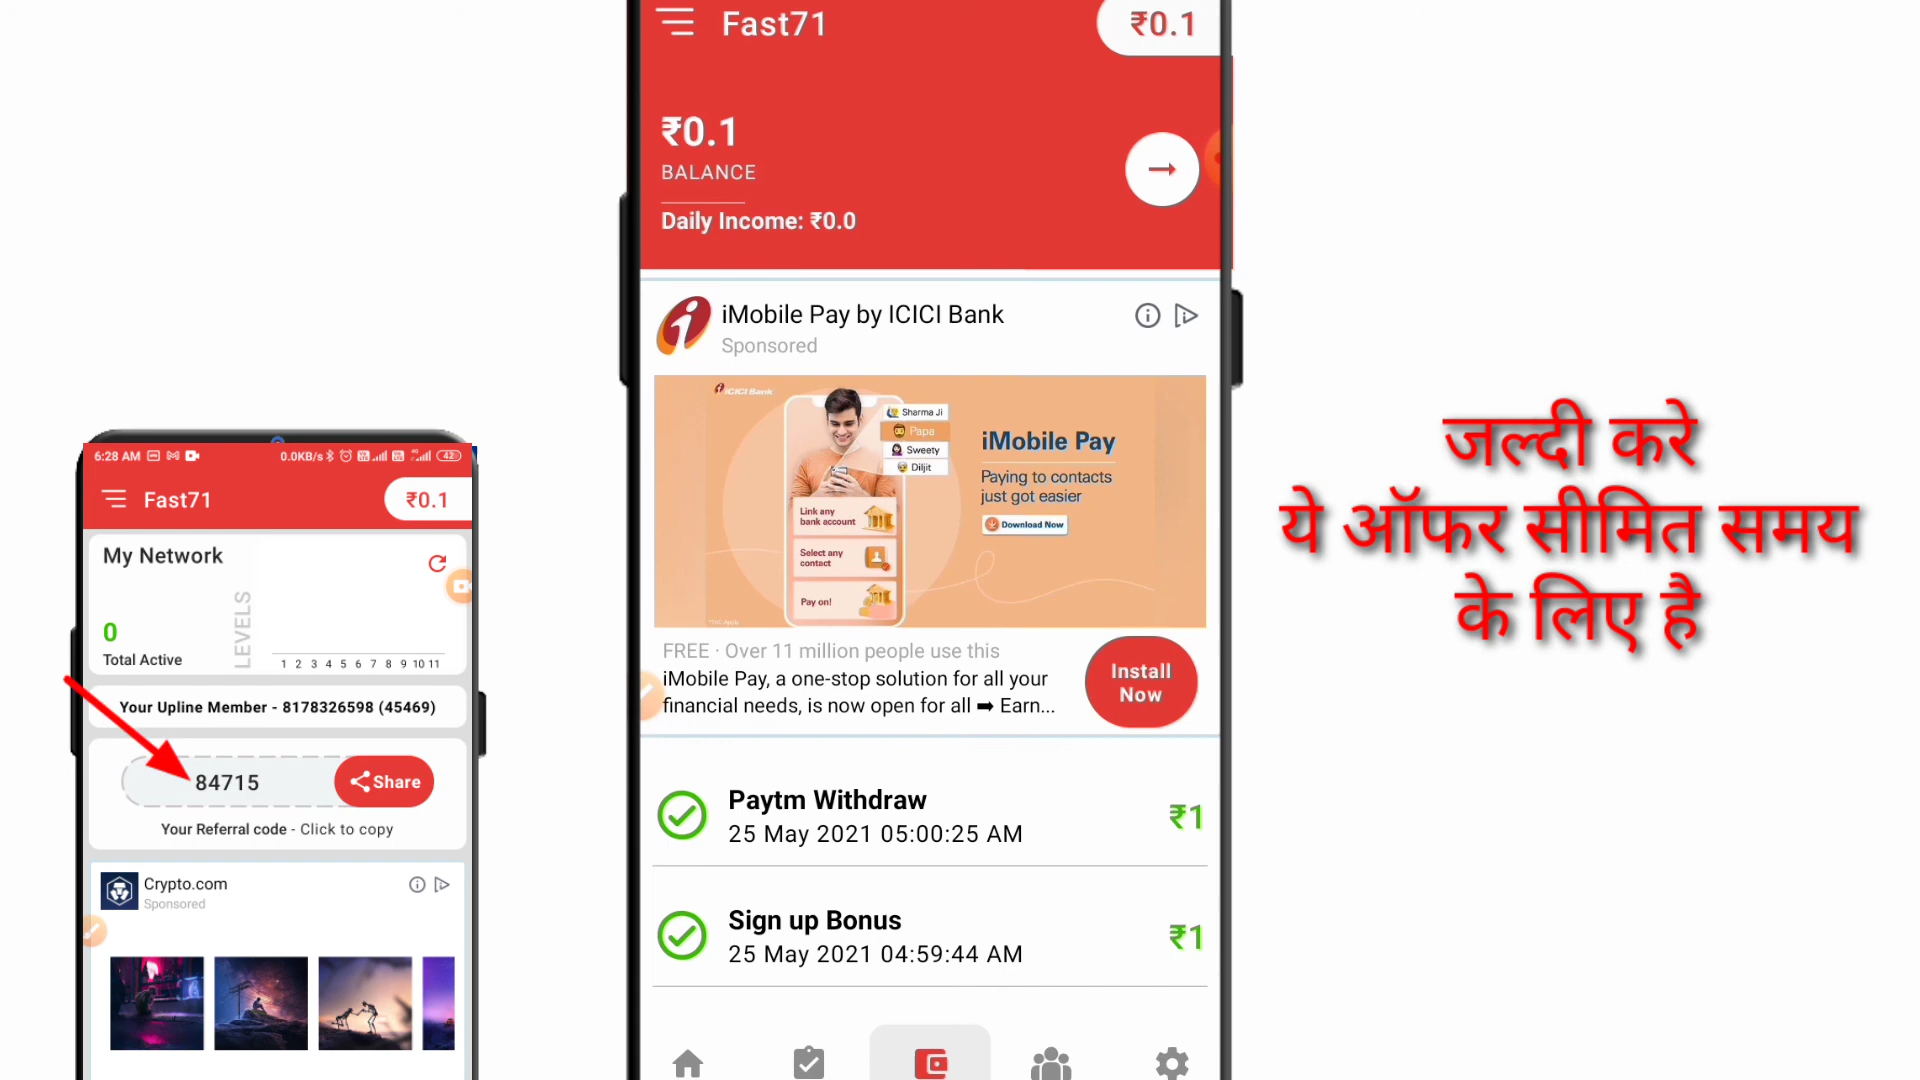 6:28 AM
0.0KB/s
42
Fast71
₹0.1
My Network
LEVELS
0
Total Active
1 2 3 4 5 6 7 8 9 10 11
Your Upline Member - 8178326598 (45469)
84715
Share
Your Referral code - Click to copy
Crypto.com
Sponsored
Fast71
₹0.1
₹0.1
BALANCE
Daily Income: ₹0.0
iMobile Pay by ICICI Bank
Sponsored
ICICI Bank
Sharma Ji
Papa
Sweety
Diljit
iMobile Pay
Paying to contacts
just got easier
Download Now
Link any
bank account
Select any
contact
Pay on!
FREE · Over 11 million people use this
iMobile Pay, a one-stop solution for all your
financial needs, is now open for all ➡ Earn...
Install
Now
Paytm Withdraw
25 May 2021 05:00:25 AM
₹1
Sign up Bonus
25 May 2021 04:59:44 AM
₹1
जल्दी करे
ये ऑफर सीमित समय
के लिए है